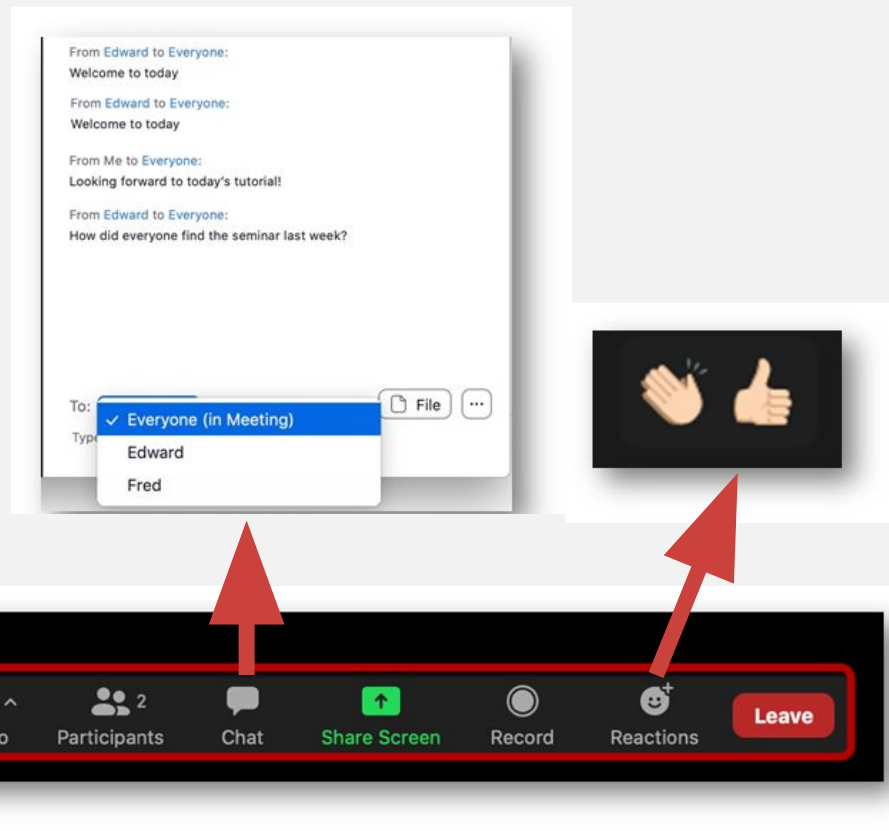 From Edward to Everyone:
Welcome to today
From Edward to Everyone:
Welcome to today
From Me to Everyone:
Looking forward to today's tutorial!
From Edward to Everyone:
How did everyone find the seminar last week?
To:
✓ Everyone (in Meeting)
File
...
Edward
Fred
2
Participants
Chat
Share Screen
Record
Reactions
Leave